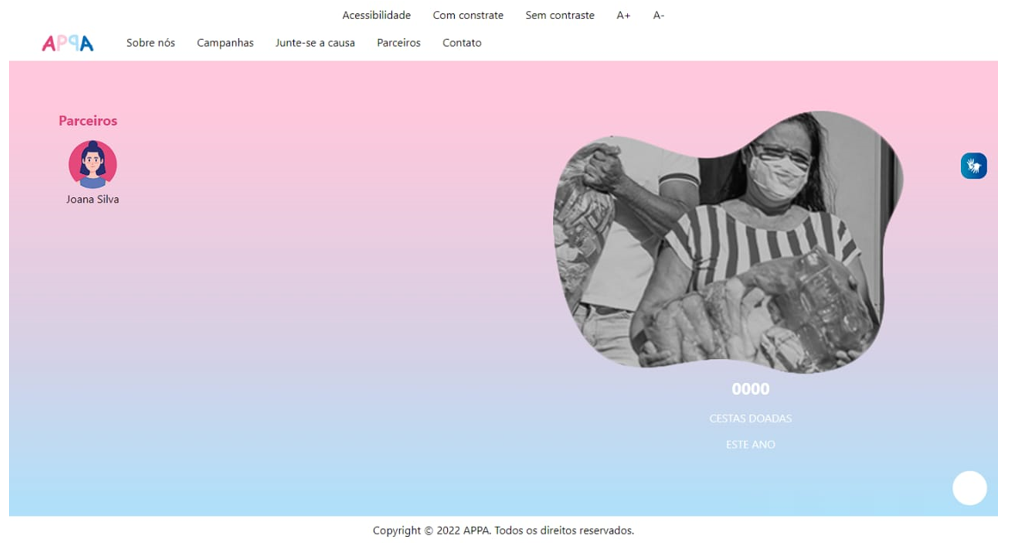 Acessibilidade Com constrate Sem contraste A+ A-
APPA Sobre nós Campanhas Junte-se a causa Parceiros Contato
Parceiros
Joana Silva
0000
CESTAS DOADAS
ESTE ANO
Copyright © 2022 APPA. Todos os direitos reservados.